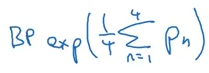 BP exp(1/4 ∑_{n=1}^{4} p_n)